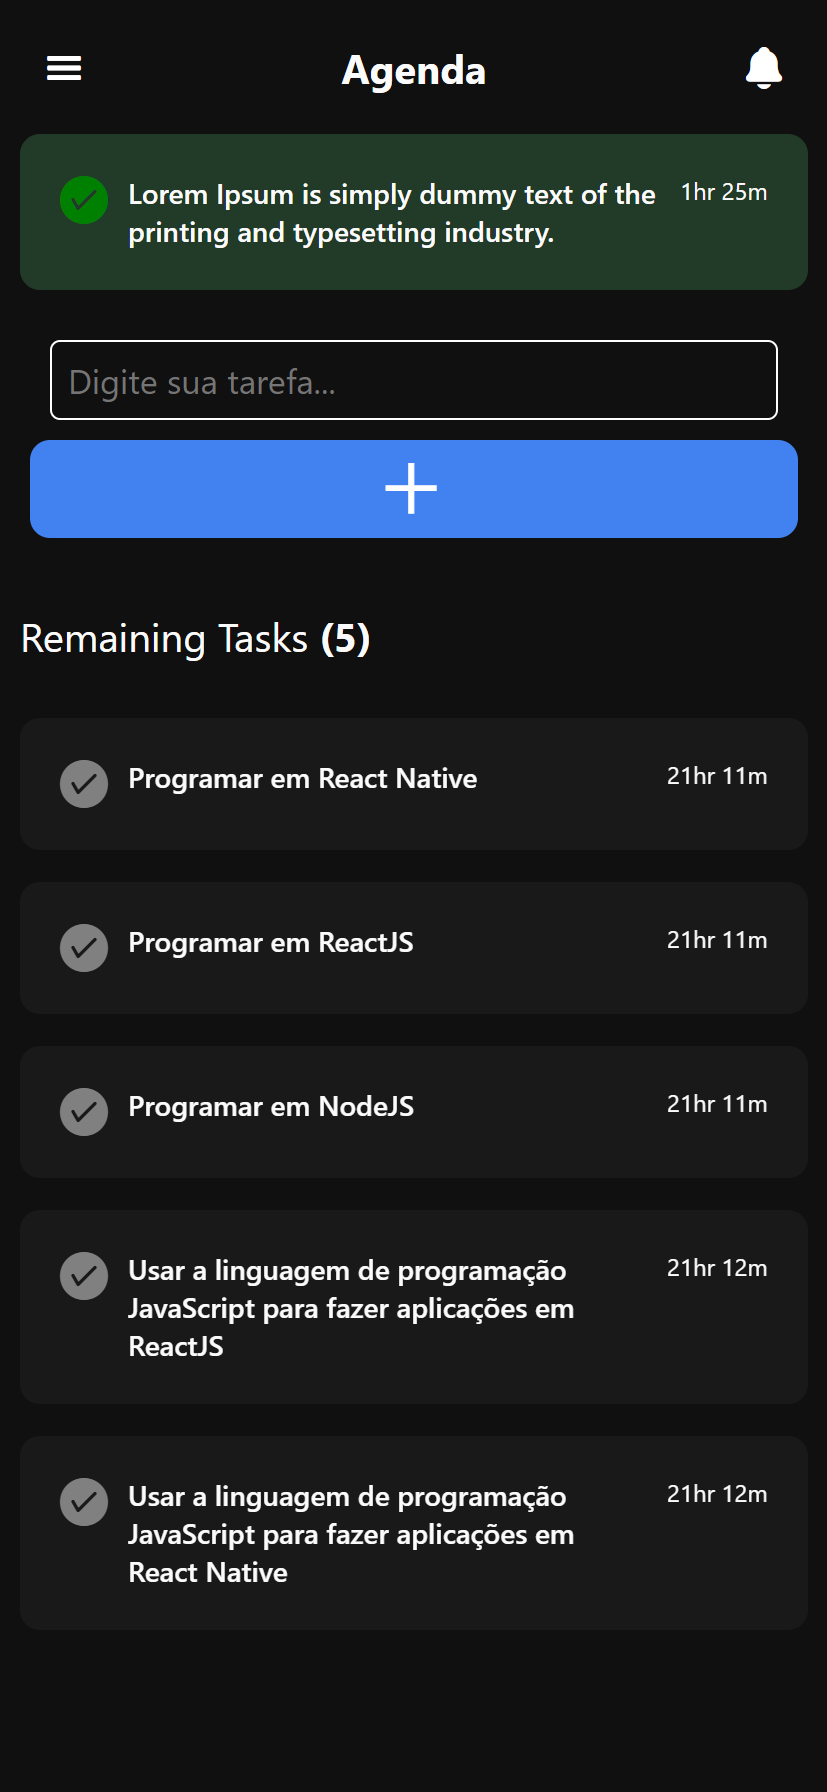 Agenda
Lorem Ipsum is simply dummy text of the 1hr 25m
printing and typesetting industry.
Digite sua tarefa...
Remaining Tasks (5)
Programar em React Native 21hr 11m
Programar em ReactJS 21hr 11m
Programar em NodeJS 21hr 11m
Usar a linguagem de programação 21hr 12m
JavaScript para fazer aplicações em
ReactJS
Usar a linguagem de programação 21hr 12m
JavaScript para fazer aplicações em
React Native